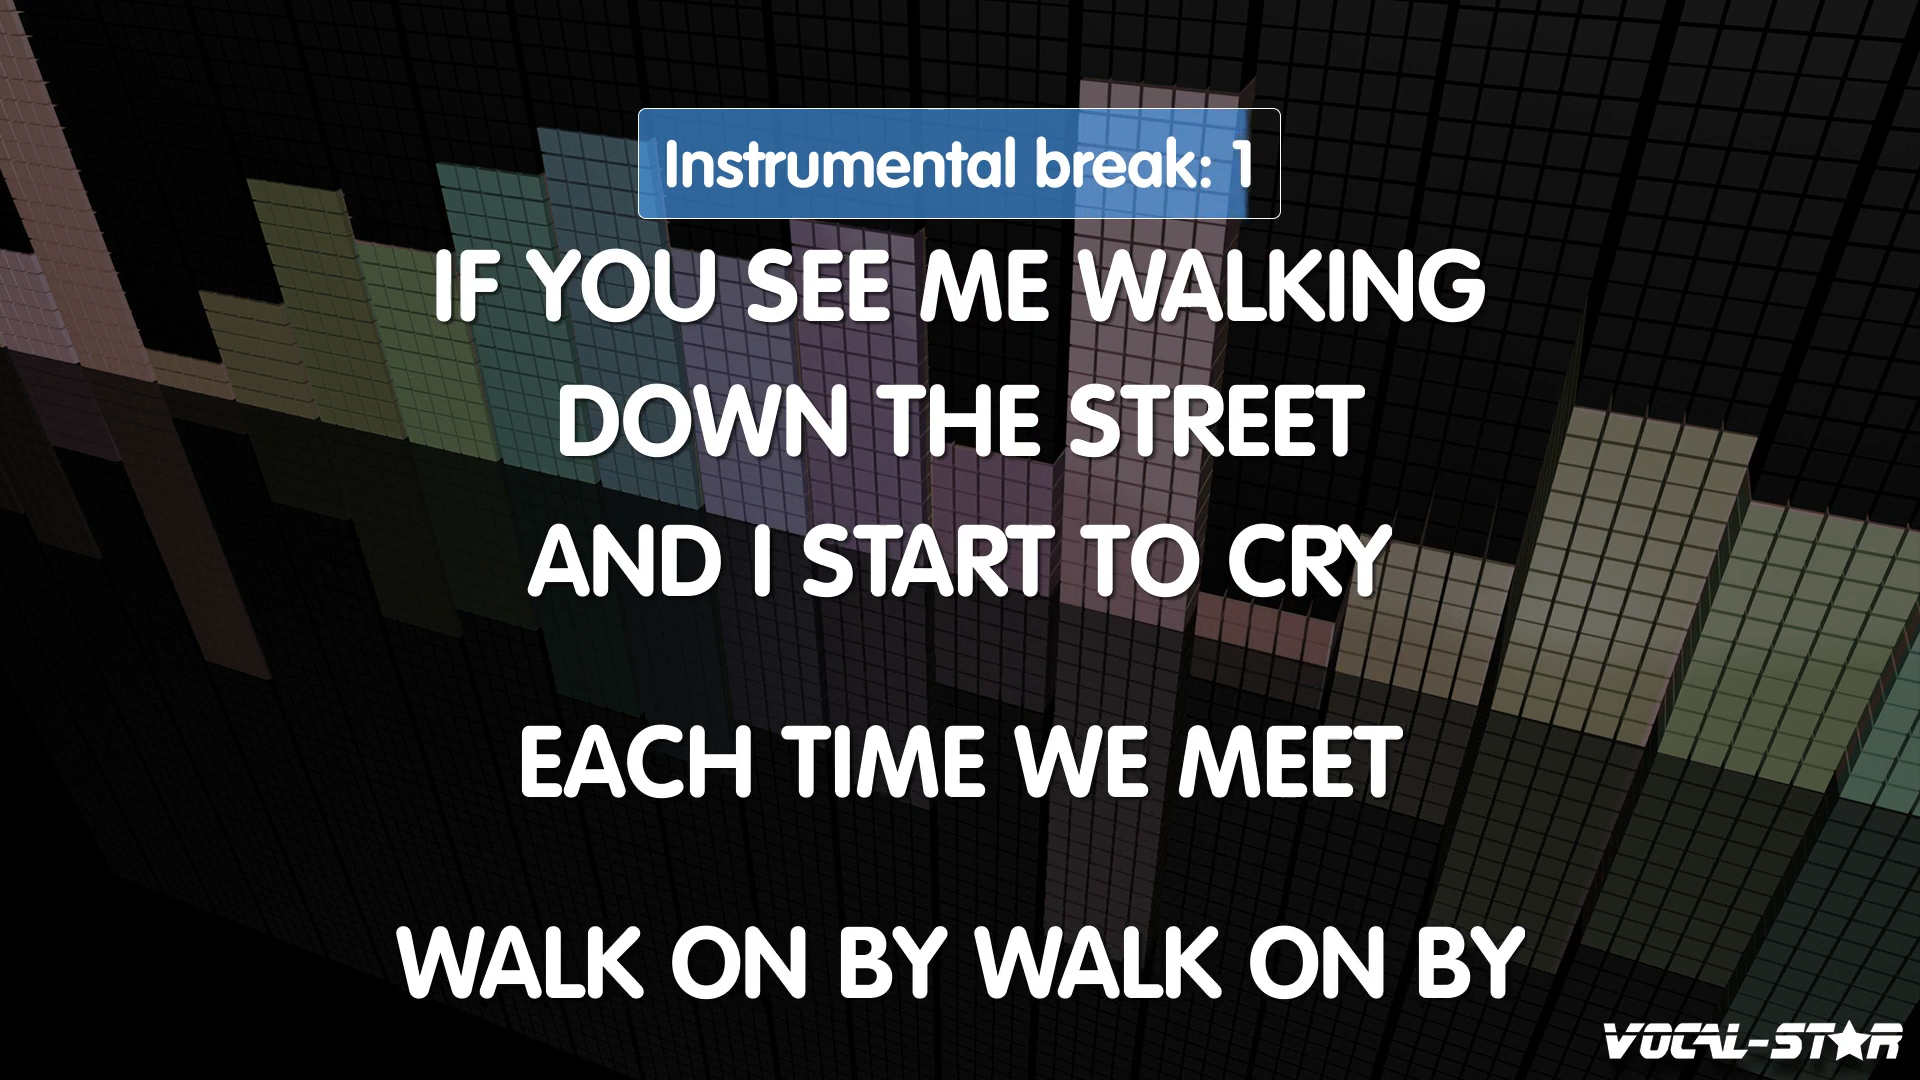 Instrumental break: 1
IF YOU SEE ME WALKING
DOWN THE STREET
AND I START TO CRY
EACH TIME WE MEET
WALK ON BY WALK ON BY
VOCAL-STAR